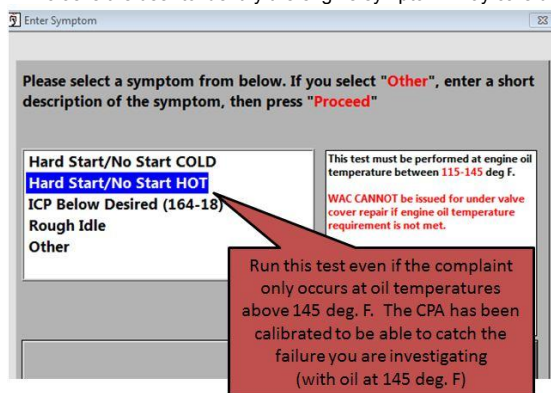 Enter Symptom
Please select a symptom from below. If you select "Other", enter a short
description of the symptom, then press "Proceed"
Hard Start/No Start COLD
Hard Start/No Start HOT
ICP Below Desired (164-18)
Rough Idle
Other
This test must be performed at engine oil
temperature between 115-145 deg F.
WAC CANNOT be issued for under valve
cover repair if engine oil temperature
requirement is not met.
Run this test even if the complaint
only occurs at oil temperatures
above 145 deg. F. The CPA has been
calibrated to be able to catch the
failure you are investigating
(with oil at 145 deg. F)